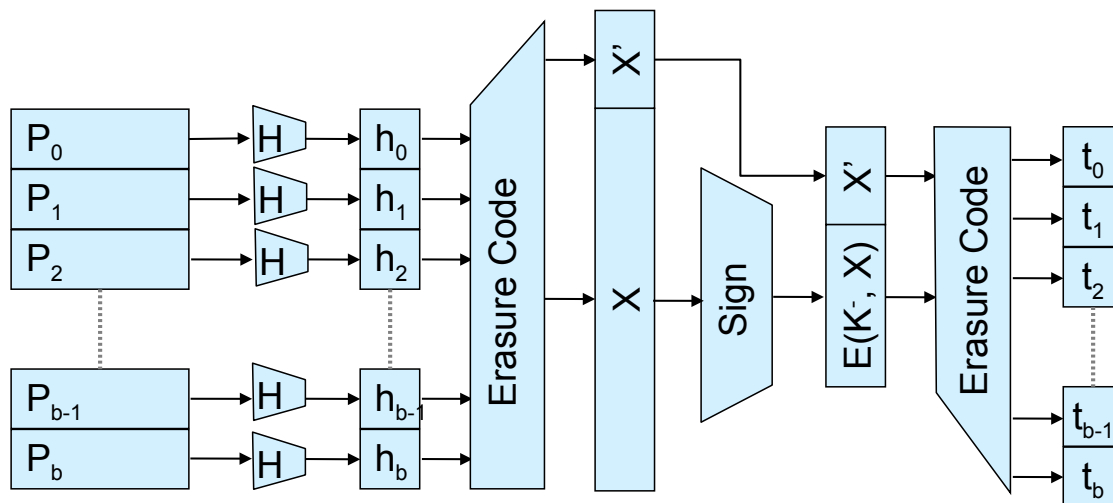 P0 H h0
P1 H h1
P2 H h2
Pb-1 H hb-1
Pb H hb
Erasure Code
X'
X
Sign
X'
E(K-, X)
Erasure Code
t0
t1
t2
tb-1
tb